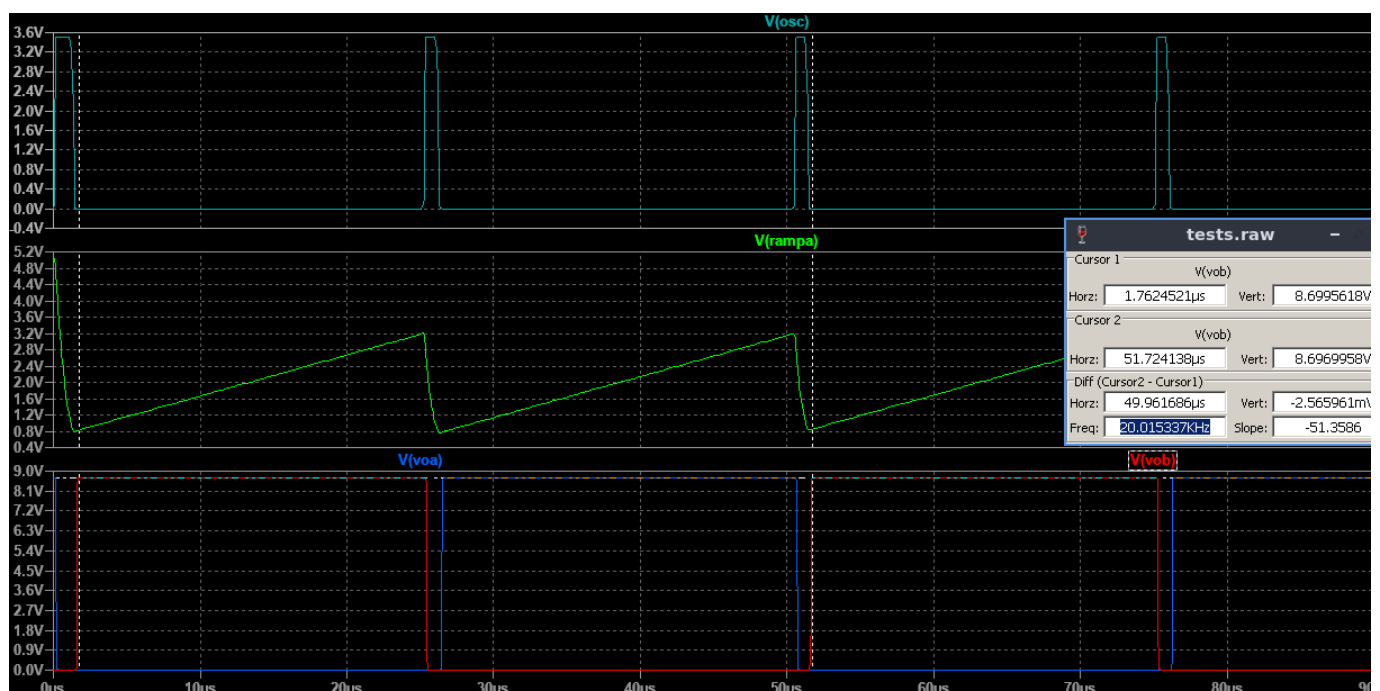 V(osc)
3.6V
3.2V
2.8V
2.4V
2.0V
1.6V
1.2V
0.8V
0.4V
0.0V
-0.4V
V(rampa)
5.2V
4.8V
4.4V
4.0V
3.6V
3.2V
2.8V
2.4V
2.0V
1.6V
1.2V
0.8V
0.4V
tests.raw
Cursor 1
V(vob)
Horz: 1.7624521µs Vert: 8.6995618V
Cursor 2
V(vob)
Horz: 51.724138µs Vert: 8.6969958V
Diff (Cursor2 - Cursor1)
Horz: 49.961686µs Vert: -2.565961m
Freq: 20.015337KHz Slope: -51.3586
V(voa) V(vob)
9.0V
8.1V
7.2V
6.3V
5.4V
4.5V
3.6V
2.7V
1.8V
0.9V
0.0V
0µs 10µs 20µs 30µs 40µs 50µs 60µs 70µs 80µs 90